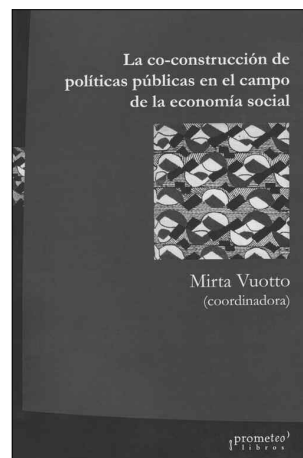 La co-construcción de
políticas públicas en el campo
de la economía social
Mirta Vuotto
(coordinadora)
prometeo
libros